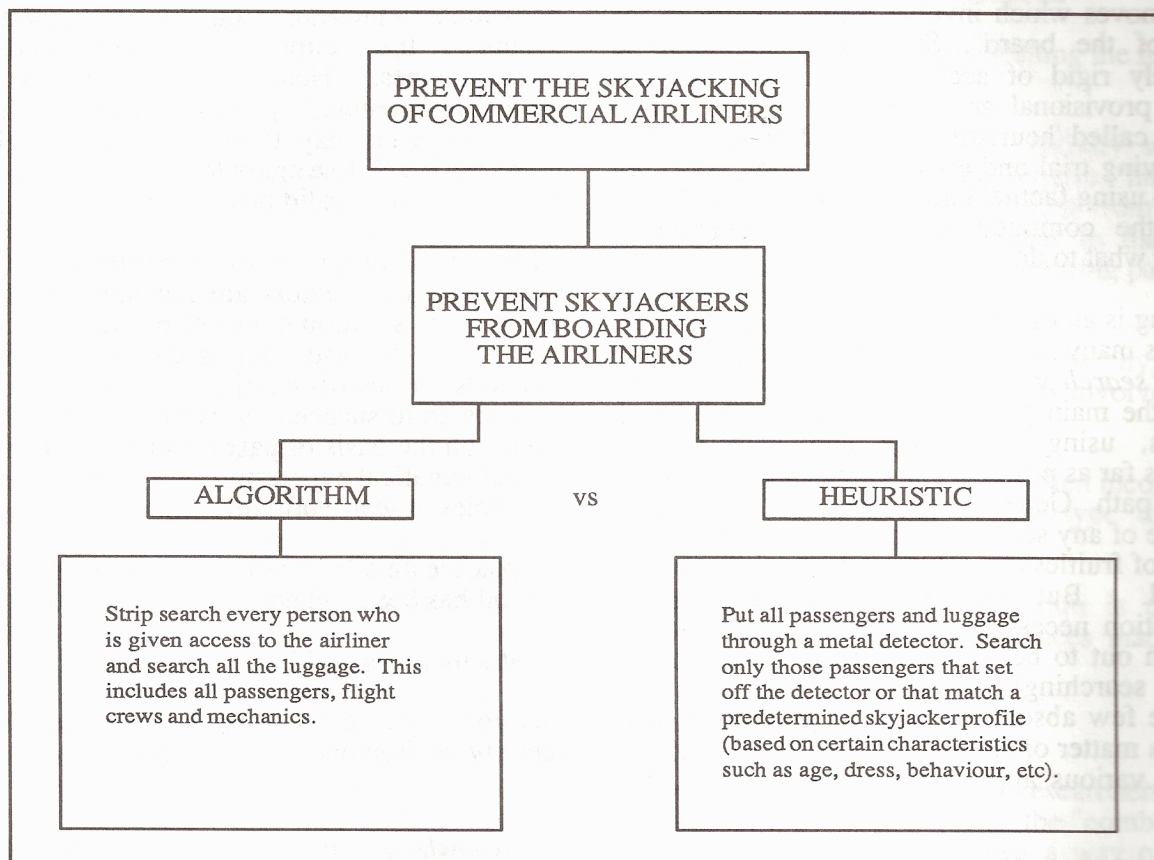 PREVENT THE SKYJACKING
OF COMMERCIAL AIRLINERS
PREVENT SKYJACKERS
FROM BOARDING
THE AIRLINERS
ALGORITHM
vs
HEURISTIC
Strip search every person who
is given access to the airliner
and search all the luggage. This
includes all passengers, flight
crews and mechanics.
Put all passengers and luggage
through a metal detector. Search
only those passengers that set
off the detector or that match a
predetermined skyjacker profile
(based on certain characteristics
such as age, dress, behaviour, etc).